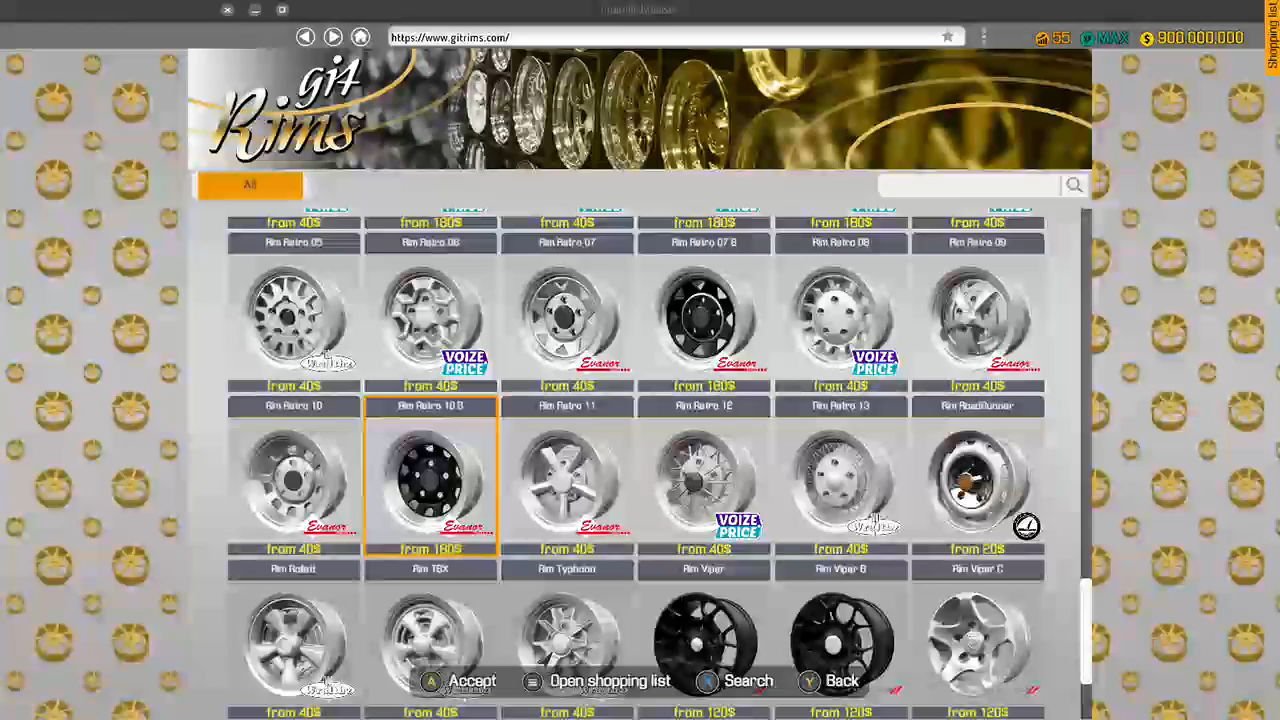 https://www.gitrims.com/
55 MAX 900,000,000
Shopping list
git
Rims
All
from 40$ from 180$ from 40$ from 180$ from 180$ from 40$
Rim Retro 05 Rim Retro 06 Rim Retro 07 Rim Retro 07 B Rim Retro 08 Rim Retro 09
VOIZE PRICE Evanor Evanor VOIZE PRICE Evanor
from 40$ from 40$ from 40$ from 180$ from 40$ from 40$
Rim Retro 10 Rim Retro 10 B Rim Retro 11 Rim Retro 12 Rim Retro 13 Rim RoadRunner
Evanor Evanor Evanor VOIZE PRICE
from 40$ from 180$ from 40$ from 40$ from 40$ from 20$
Rim TSX Rim Typhoon Rim Viper Rim Viper B Rim Viper C
A Accept Open shopping list X Search Y Back
from 40$ from 40$ from 40$ from 120$ from 120$ from 120$